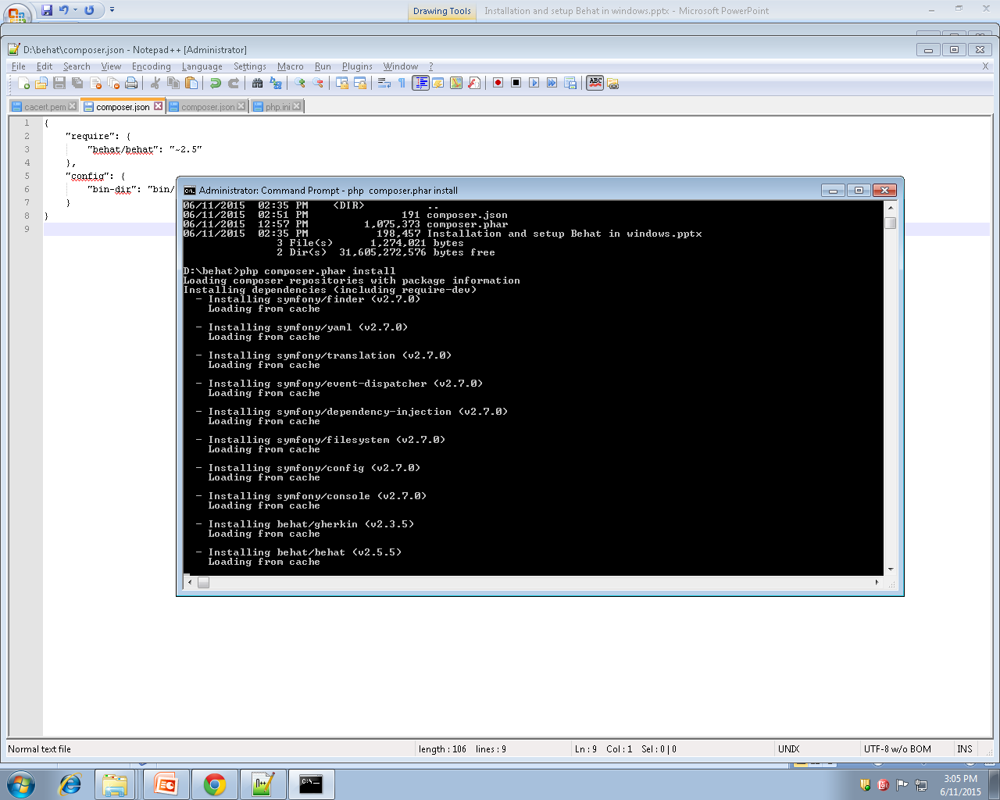 Drawing Tools
Installation and setup Behat in windows.pptx - Microsoft PowerPoint
D:\behat\composer.json - Notepad++ [Administrator]
File Edit Search View Encoding Language Settings Macro Run Plugins Window ? X
cacert.pem composer.json composer.json php.ini
1 {
2 "require": {
3 "behat/behat": "~2.5"
4 },
5 "config": {
6 "bin-dir": "bin/
7 }
8 }
9
Administrator: Command Prompt - php composer.phar install
06/11/2015 02:35 PM <DIR> ..
06/11/2015 02:51 PM 191 composer.json
06/11/2015 12:57 PM 1,075,373 composer.phar
06/11/2015 02:35 PM 198,457 Installation and setup Behat in windows.pptx
3 File(s) 1,274,021 bytes
2 Dir(s) 31,605,272,576 bytes free
D:\behat>php composer.phar install
Loading composer repositories with package information
Installing dependencies (including require-dev)
- Installing symfony/finder (v2.7.0)
Loading from cache
- Installing symfony/yaml (v2.7.0)
Loading from cache
- Installing symfony/translation (v2.7.0)
Loading from cache
- Installing symfony/event-dispatcher (v2.7.0)
Loading from cache
- Installing symfony/dependency-injection (v2.7.0)
Loading from cache
- Installing symfony/filesystem (v2.7.0)
Loading from cache
- Installing symfony/config (v2.7.0)
Loading from cache
- Installing symfony/console (v2.7.0)
Loading from cache
- Installing behat/gherkin (v2.3.5)
Loading from cache
- Installing behat/behat (v2.5.5)
Loading from cache
Normal text file length : 106 lines : 9 Ln : 9 Col : 1 Sel : 0 | 0 UNIX UTF-8 w/o BOM INS
3:05 PM
6/11/2015